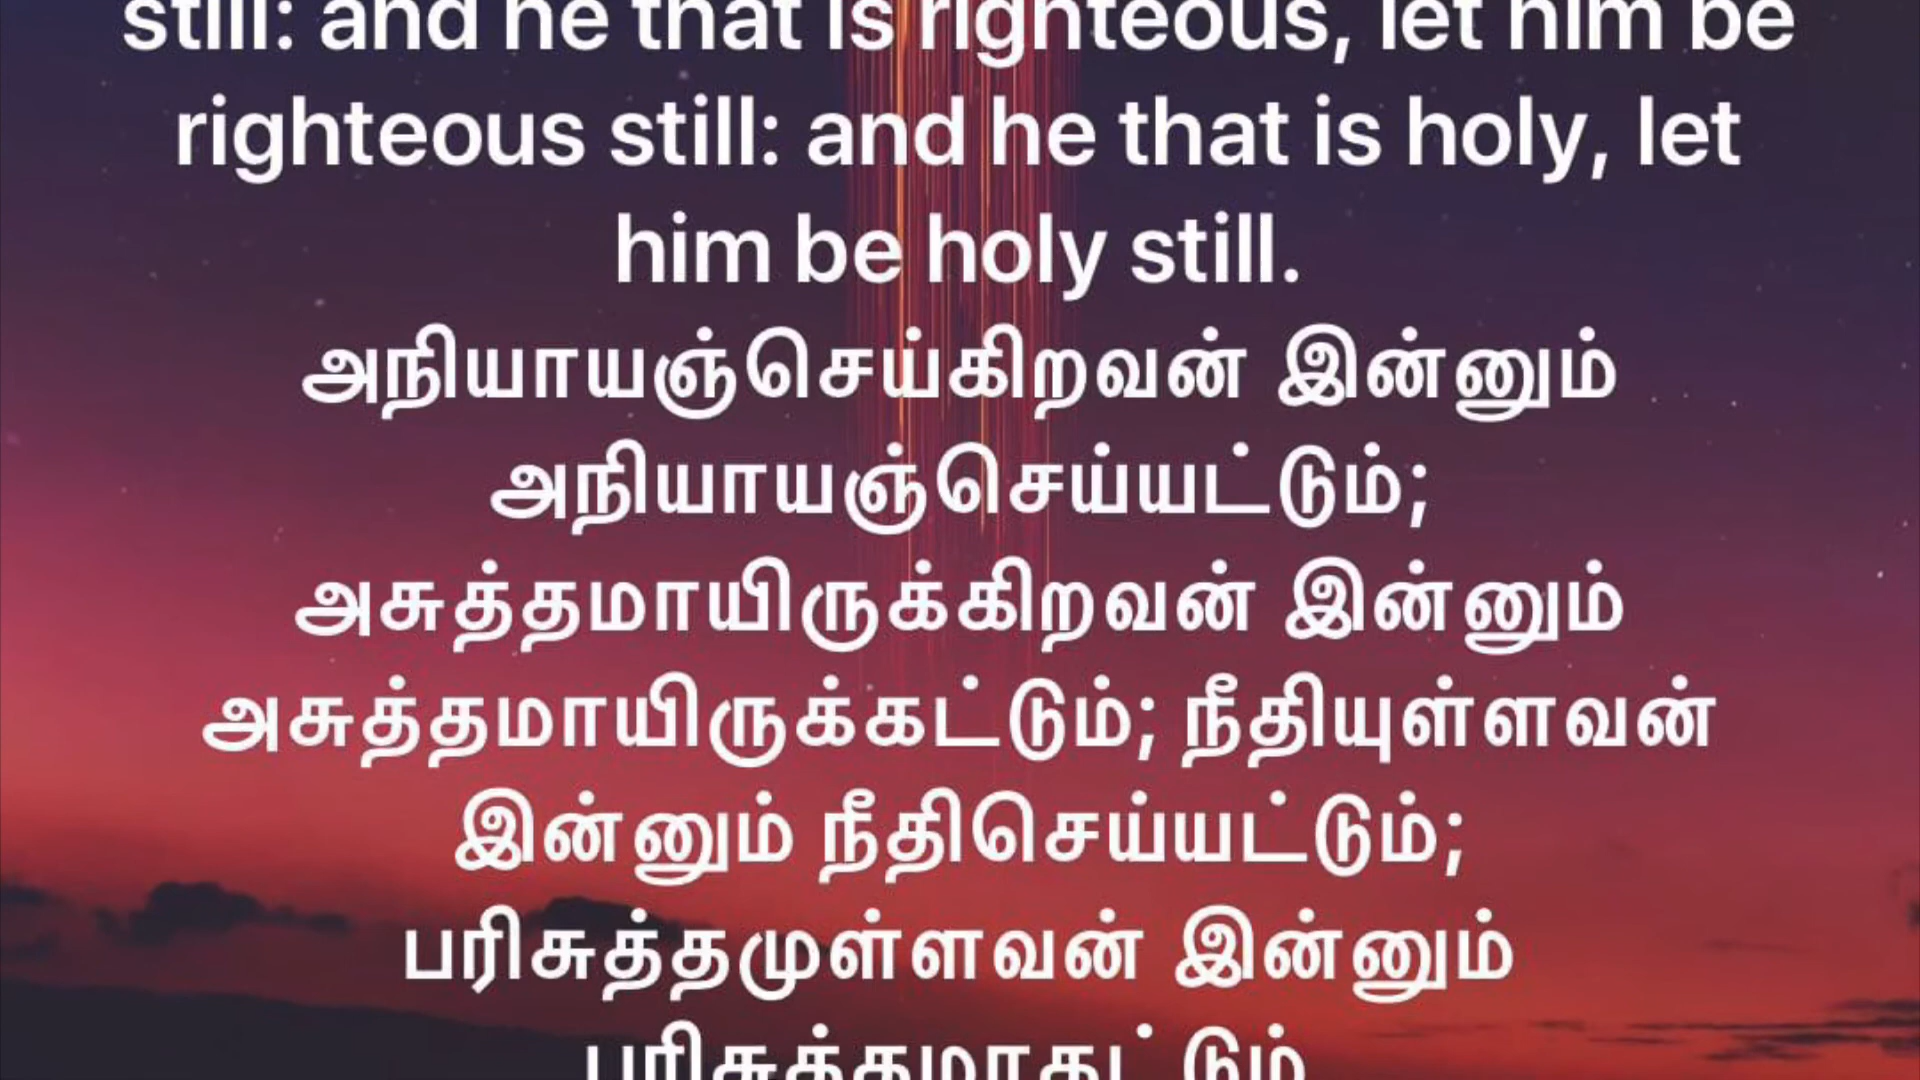 still: and he that is righteous, let him be
righteous still: and he that is holy, let
him be holy still.
அநியாயஞ்செய்கிறவன் இன்னும்
அநியாயஞ்செய்யட்டும்;
அசுத்தமாயிருக்கிறவன் இன்னும்
அசுத்தமாயிருக்கட்டும்; நீதியுள்ளவன்
இன்னும் நீதிசெய்யட்டும்;
பரிசுத்தமுள்ளவன் இன்னும்
பரிசுத்தமாகட்டும்